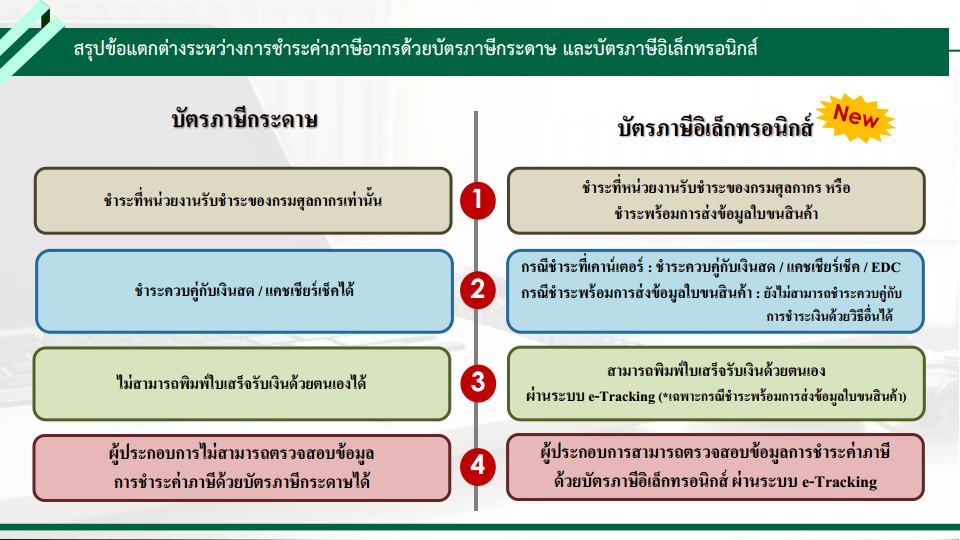 สรุปข้อแตกต่างระหว่างการชำระค่าภาษีอากรด้วยบัตรภาษีกระดาษ และบัตรภาษีอิเล็กทรอนิกส์
บัตรภาษีกระดาษ
บัตรภาษีอิเล็กทรอนิกส์
New
ชำระที่หน่วยงานรับชำระของกรมศุลกากรเท่านั้น
1
ชำระที่หน่วยงานรับชำระของกรมศุลกากร หรือ
ชำระพร้อมการส่งข้อมูลใบขนสินค้า
ชำระควบคู่กับเงินสด / แคชเชียร์เช็คได้
2
กรณีชำระที่เคาน์เตอร์ : ชำระควบคู่กับเงินสด / แคชเชียร์เช็ค / EDC
กรณีชำระพร้อมการส่งข้อมูลใบขนสินค้า : ยังไม่สามารถชำระควบคู่กับ
การชำระเงินด้วยวิธีอื่นได้
ไม่สามารถพิมพ์ใบเสร็จรับเงินด้วยตนเองได้
3
สามารถพิมพ์ใบเสร็จรับเงินด้วยตนเอง
ผ่านระบบ e-Tracking (*เฉพาะกรณีชำระพร้อมการส่งข้อมูลใบขนสินค้า)
ผู้ประกอบการไม่สามารถตรวจสอบข้อมูล
การชำระค่าภาษีด้วยบัตรภาษีกระดาษได้
4
ผู้ประกอบการสามารถตรวจสอบข้อมูลการชำระค่าภาษี
ด้วยบัตรภาษีอิเล็กทรอนิกส์ ผ่านระบบ e-Tracking